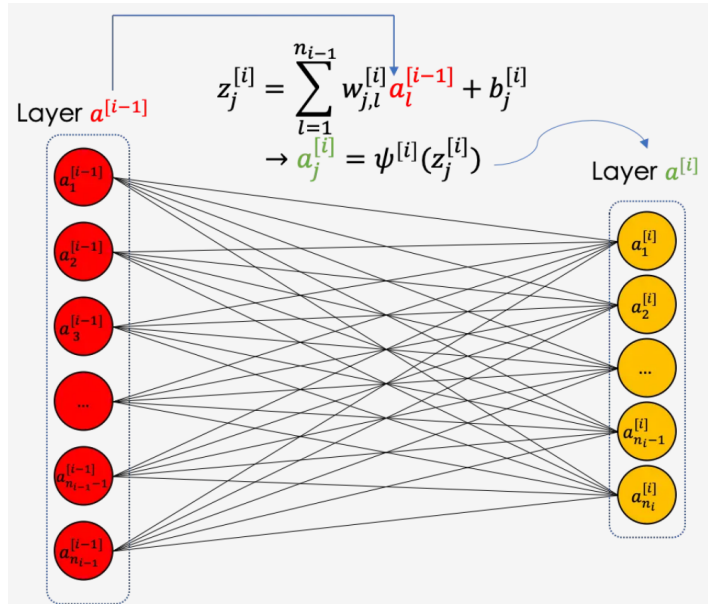 z_j^{[i]} = \sum_{l=1}^{n_{i-1}} w_{j,l}^{[i]} a_l^{[i-1]} + b_j^{[i]}
→ a_j^{[i]} = ψ^{[i]}(z_j^{[i]})
Layer a^{[i-1]}
a_1^{[i-1]}
a_2^{[i-1]}
a_3^{[i-1]}
...
a_{n_{i-1}-1}^{[i-1]}
a_{n_{i-1}}^{[i-1]}
Layer a^{[i]}
a_1^{[i]}
a_2^{[i]}
...
a_{n_i-1}^{[i]}
a_{n_i}^{[i]}